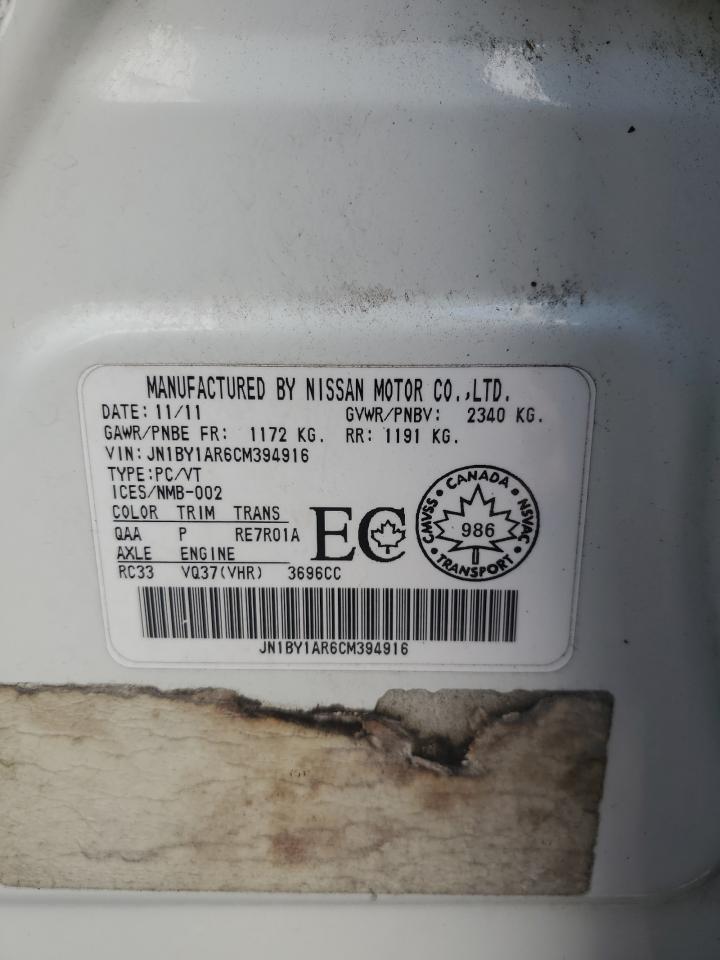 MANUFACTURED BY NISSAN MOTOR CO.,LTD.
DATE: 11/11 GVWR/PNBV: 2340 KG.
GAWR/PNBE FR: 1172 KG. RR: 1191 KG.
VIN: JN1BY1AR6CM394916
TYPE:PC/VT
ICES/NMB-002
COLOR TRIM TRANS
QAA P RE7R01A
AXLE ENGINE
RC33 VQ37(VHR) 3696CC
EC
CANADA
CMVSS 986 NSVAC
TRANSPORT
JN1BY1AR6CM394916